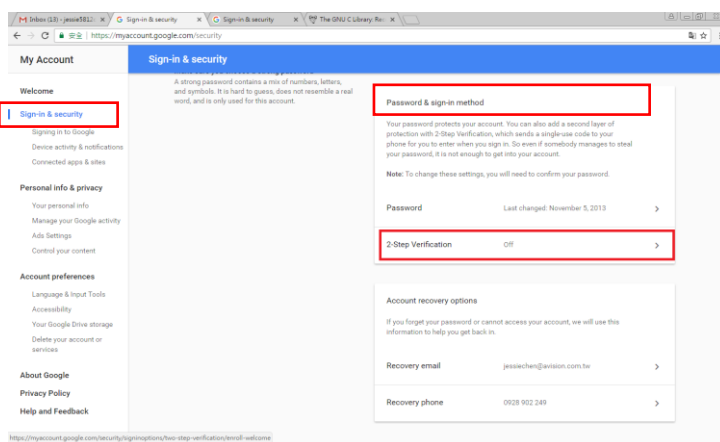 Inbox (13) - jessie5812
Sign-in & security
Sign-in & security
The GNU C Library: Re
安全 | https://myaccount.google.com/security
My Account
Sign-in & security
A strong password contains a mix of numbers, letters,
and symbols. It is hard to guess, does not resemble a real
word, and is only used for this account.
Welcome
Sign-in & security
Signing in to Google
Device activity & notifications
Connected apps & sites
Personal info & privacy
Your personal info
Manage your Google activity
Ads Settings
Control your content
Account preferences
Language & Input Tools
Accessibility
Your Google Drive storage
Delete your account or
services
About Google
Privacy Policy
Help and Feedback
Password & sign-in method
Your password protects your account. You can also add a second layer of
protection with 2-Step Verification, which sends a single-use code to your
phone for you to enter when you sign in. So even if somebody manages to steal
your password, it is not enough to get into your account.
Note: To change these settings, you will need to confirm your password.
Password Last changed: November 5, 2013
2-Step Verification Off
Account recovery options
If you forget your password or cannot access your account, we will use this
information to help you get back in.
Recovery email jessiechen@avision.com.tw
Recovery phone 0928 902 249
https://myaccount.google.com/security/signinoptions/two-step-verification/enroll-welcome